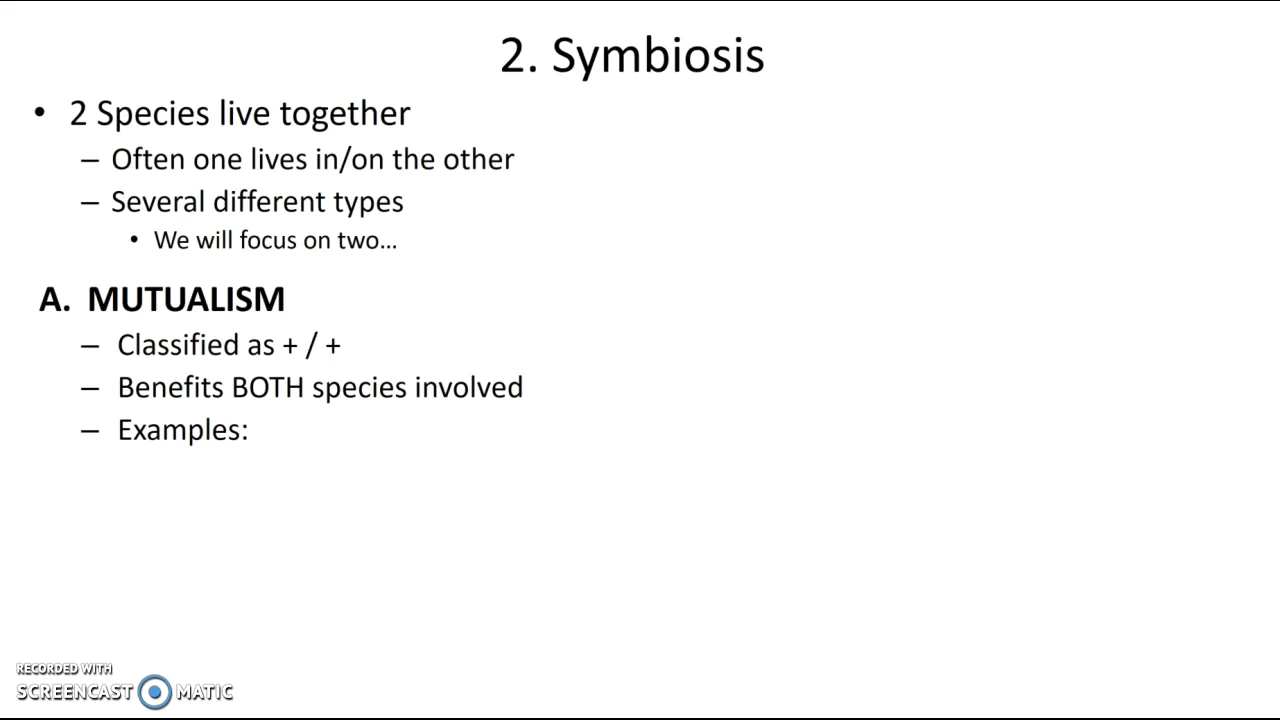 2. Symbiosis
• 2 Species live together
– Often one lives in/on the other
– Several different types
• We will focus on two...
A. MUTUALISM
– Classified as + / +
– Benefits BOTH species involved
– Examples:
RECORDED WITH
SCREENCAST MATIC